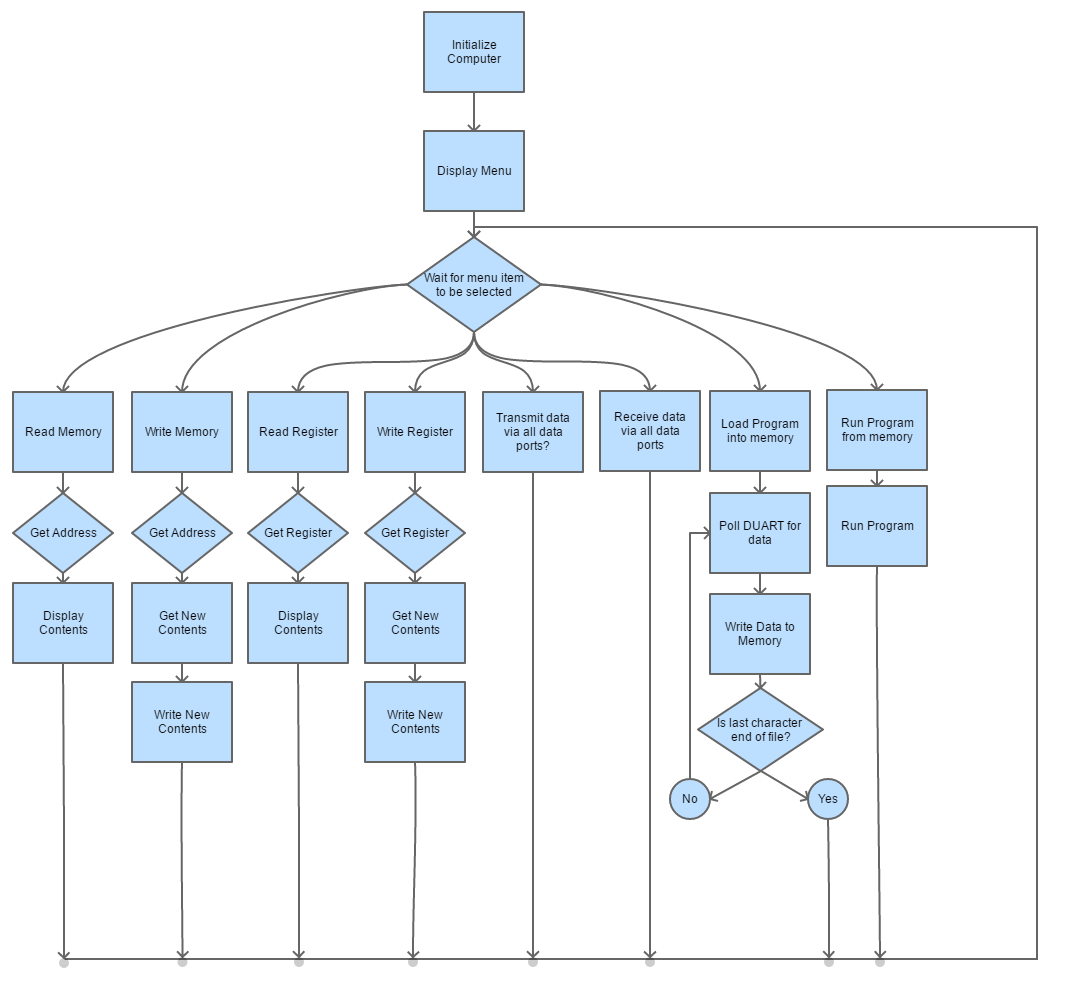 Initialize
Computer
Display Menu
Wait for menu item
to be selected
Read Memory
Write Memory
Read Register
Write Register
Transmit data
via all data
ports?
Receive data
via all data
ports
Load Program
into memory
Run Program
from memory
Get Address
Get Address
Get Register
Get Register
Poll DUART for
data
Run Program
Display
Contents
Get New
Contents
Display
Contents
Get New
Contents
Write Data to
Memory
Write New
Contents
Write New
Contents
Is last character
end of file?
No
Yes